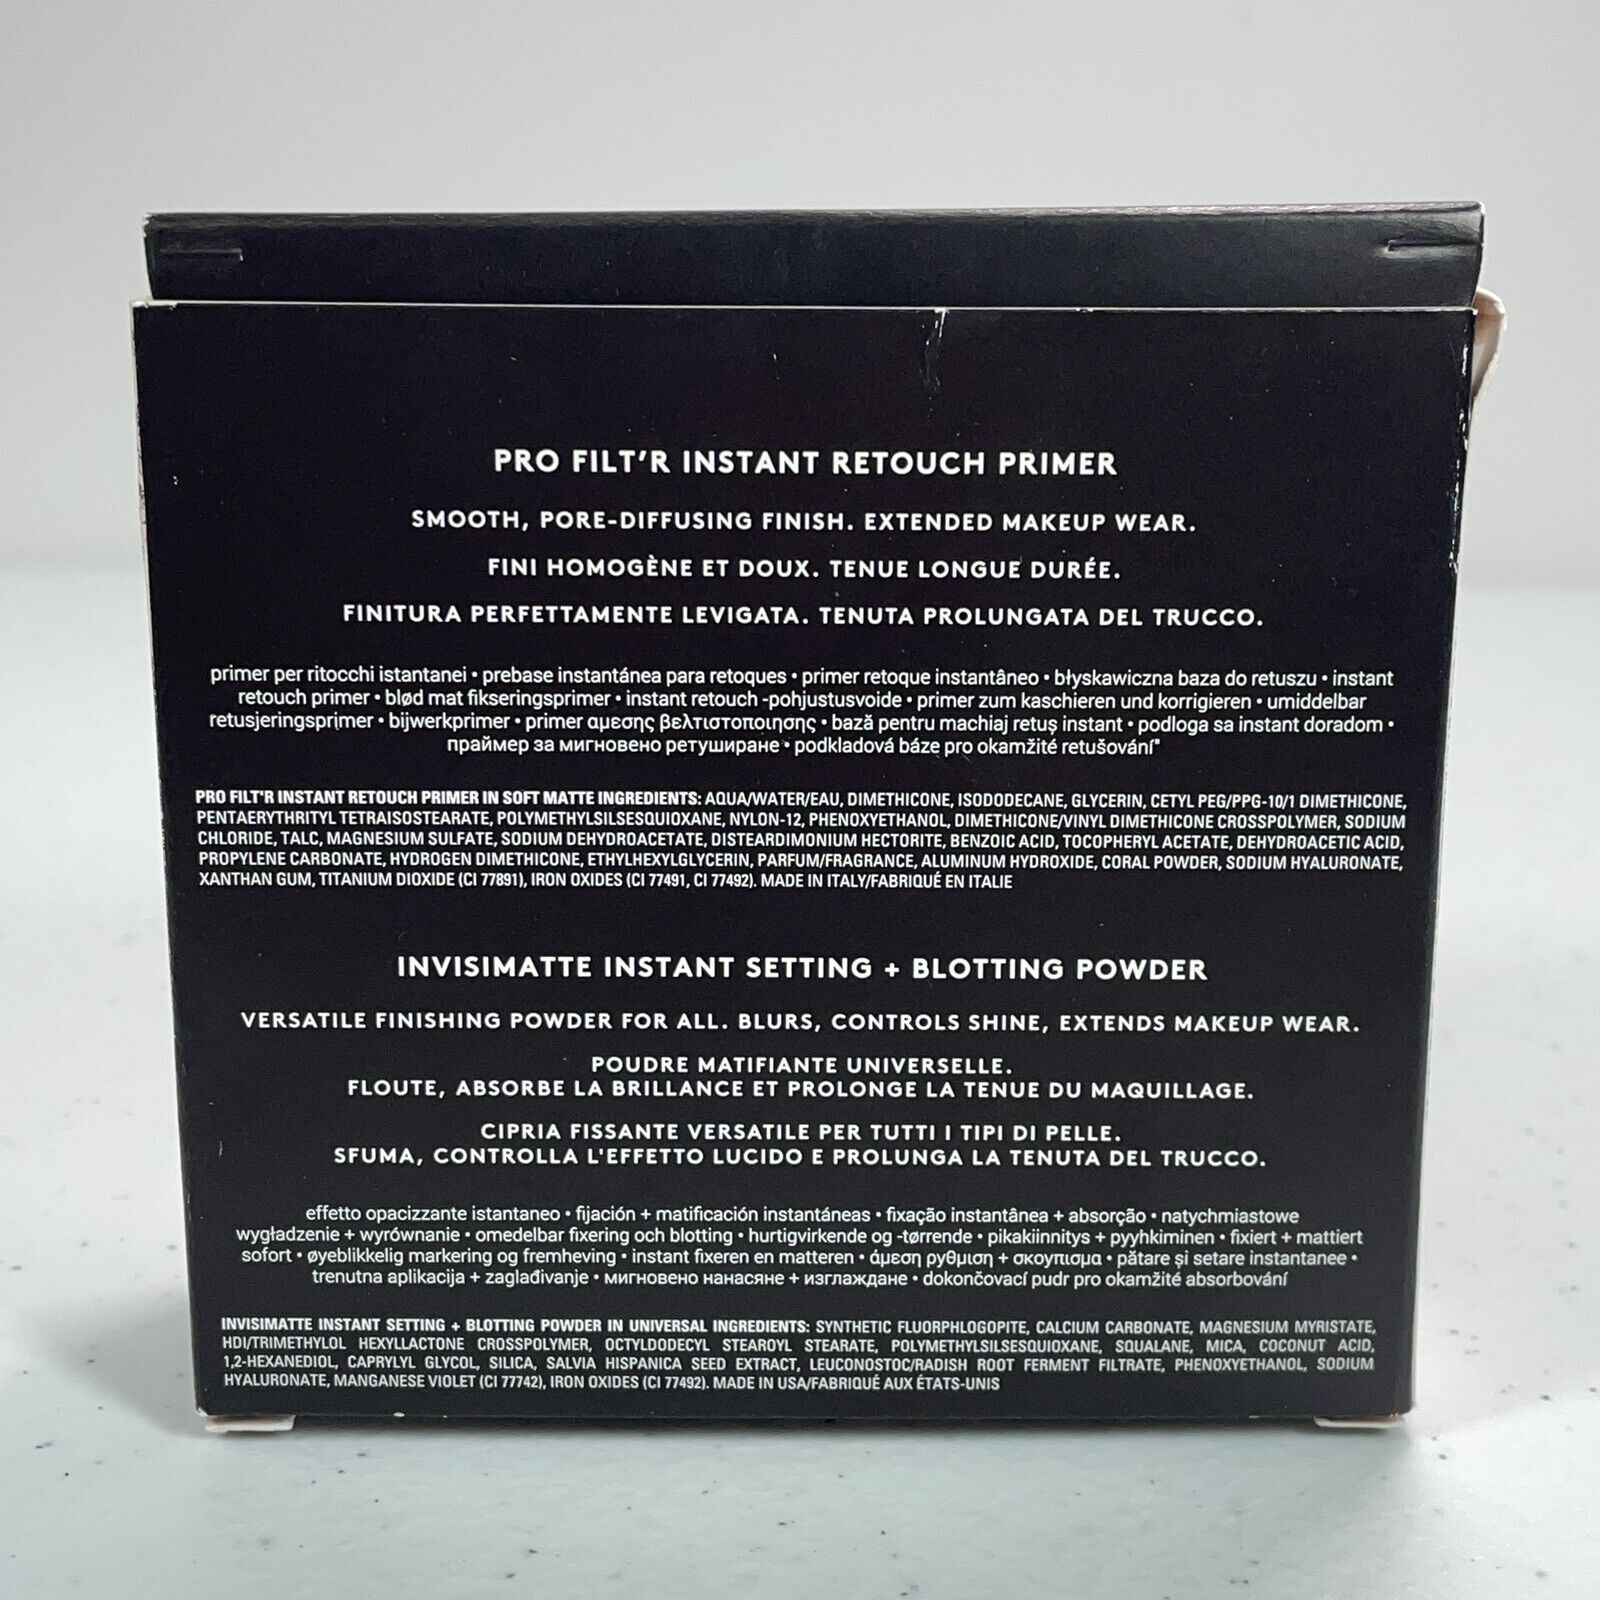 PRO FILT'R INSTANT RETOUCH PRIMER
SMOOTH, PORE-DIFFUSING FINISH. EXTENDED MAKEUP WEAR.
FINI HOMOGÈNE ET DOUX. TENUE LONGUE DURÉE.
FINITURA PERFETTAMENTE LEVIGATA. TENUTA PROLUNGATA DEL TRUCCO.
primer per ritocchi istantanei • prebase instantánea para retoques • primer retoque instantâneo • błyskawiczna baza do retuszu • instant
retouch primer • blød mat fikseringsprimer • instant retouch -pohjustusvoide • primer zum kaschieren und korrigieren • umiddelbar
retusjeringsprimer • bijwerkprimer • primer αμεσης βελτιστοποιησης • bază pentru machiaj retuș instant • podloga sa instant doradom •
праймер за мигновено ретуширане • podkladová báze pro okamžité retušování"
PRO FILT'R INSTANT RETOUCH PRIMER IN SOFT MATTE INGREDIENTS: AQUA/WATER/EAU, DIMETHICONE, ISODODECANE, GLYCERIN, CETYL PEG/PPG-10/1 DIMETHICONE,
PENTAERYTHRITYL TETRAISOSTEARATE, POLYMETHYLSILSESQUIOXANE, NYLON-12, PHENOXYETHANOL, DIMETHICONE/VINYL DIMETHICONE CROSSPOLYMER, SODIUM
CHLORIDE, TALC, MAGNESIUM SULFATE, SODIUM DEHYDROACETATE, DISTEARDIMONIUM HECTORITE, BENZOIC ACID, TOCOPHERYL ACETATE, DEHYDROACETIC ACID,
PROPYLENE CARBONATE, HYDROGEN DIMETHICONE, ETHYLHEXYLGLYCERIN, PARFUM/FRAGRANCE, ALUMINUM HYDROXIDE, CORAL POWDER, SODIUM HYALURONATE,
XANTHAN GUM, TITANIUM DIOXIDE (CI 77891), IRON OXIDES (CI 77491, CI 77492). MADE IN ITALY/FABRIQUÉ EN ITALIE
INVISIMATTE INSTANT SETTING + BLOTTING POWDER
VERSATILE FINISHING POWDER FOR ALL. BLURS, CONTROLS SHINE, EXTENDS MAKEUP WEAR.
POUDRE MATIFIANTE UNIVERSELLE.
FLOUTE, ABSORBE LA BRILLANCE ET PROLONGE LA TENUE DU MAQUILLAGE.
CIPRIA FISSANTE VERSATILE PER TUTTI I TIPI DI PELLE.
SFUMA, CONTROLLA L'EFFETTO LUCIDO E PROLUNGA LA TENUTA DEL TRUCCO.
effetto opacizzante istantaneo • fijación + matificación instantáneas • fixação instantânea + absorção • natychmiastowe
wygładzenie + wyrównanie • omedelbar fixering och blotting • hurtigvirkende og -tørrende • pikakiinnitys + pyyhkiminen • fixiert + mattiert
sofort • øyeblikkelig markering og fremheving • instant fixeren en matteren • άμεση ρυθμιση + σκουπισμα • pătare și setare instantanee •
trenutna aplikacija + zaglađivanje • мигновено нанасяне + изглаждане • dokončovací pudr pro okamžité absorbování
INVISIMATTE INSTANT SETTING + BLOTTING POWDER IN UNIVERSAL INGREDIENTS: SYNTHETIC FLUORPHLOGOPITE, CALCIUM CARBONATE, MAGNESIUM MYRISTATE,
HDI/TRIMETHYLOL HEXYLLACTONE CROSSPOLYMER, OCTYLDODECYL STEAROYL STEARATE, POLYMETHYLSILSESQUIOXANE, SQUALANE, MICA, COCONUT ACID,
1,2-HEXANEDIOL, CAPRYLYL GLYCOL, SILICA, SALVIA HISPANICA SEED EXTRACT, LEUCONOSTOC/RADISH ROOT FERMENT FILTRATE, PHENOXYETHANOL, SODIUM
HYALURONATE, MANGANESE VIOLET (CI 77742), IRON OXIDES (CI 77492). MADE IN USA/FABRIQUÉ AUX ÉTATS-UNIS